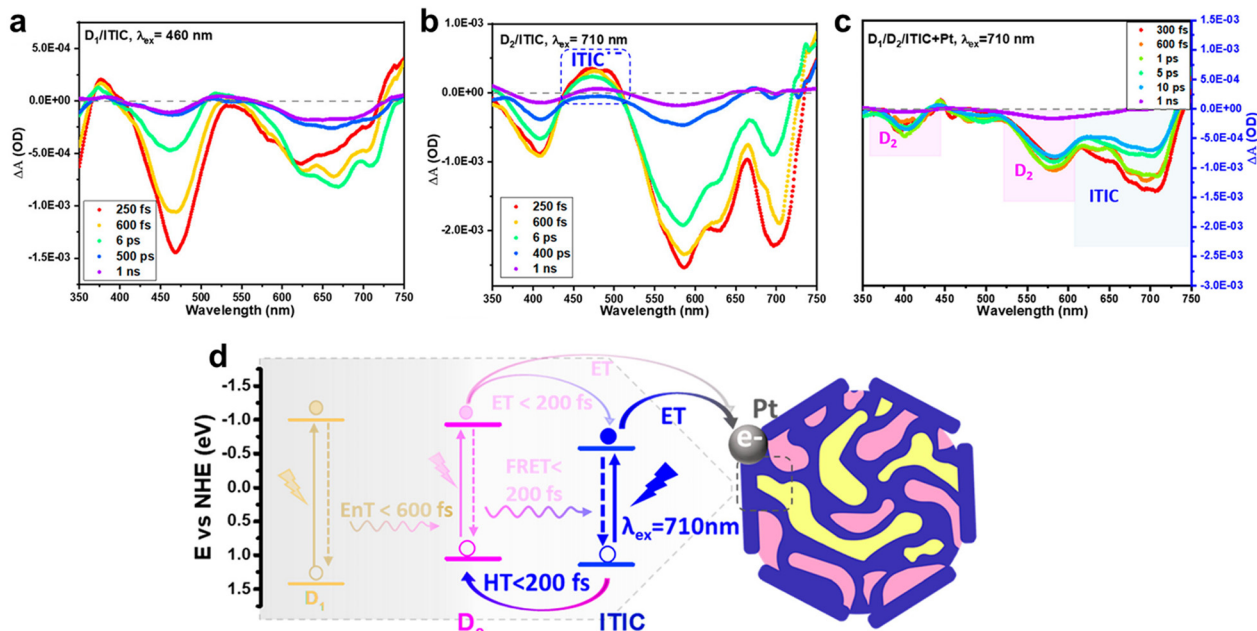 a
D₁/ITIC, λex= 460 nm
5.0E-04
0.0E+00
-5.0E-04
-1.0E-03
-1.5E-03
ΔA (OD)
250 fs
600 fs
6 ps
500 ps
1 ns
350 400 450 500 550 600 650 700 750
Wavelength (nm)
b
D₂/ITIC, λex= 710 nm
ITIC˙⁻
1.0E-03
0.0E+00
-1.0E-03
-2.0E-03
ΔA (OD)
250 fs
600 fs
6 ps
400 ps
1 ns
350 400 450 500 550 600 650 700 750
Wavelength (nm)
c
D₁/D₂/ITIC+Pt, λex=710 nm
300 fs
600 fs
1 ps
5 ps
10 ps
1 ns
D₂
D₂
ITIC
1.5E-03
1.0E-03
5.0E-04
0.0E+00
-5.0E-04
-1.0E-03
-1.5E-03
-2.0E-03
-2.5E-03
-3.0E-03
ΔA (OD)
350 400 450 500 550 600 650 700 750
Wavelength (nm)
d
E vs NHE (eV)
-1.5
-1.0
-0.5
0.0
0.5
1.0
1.5
ET
ET < 200 fs
ET
Pt
e-
FRET<
200 fs
EnT < 600 fs
λex=710nm
HT<200 fs
D₁
ITIC